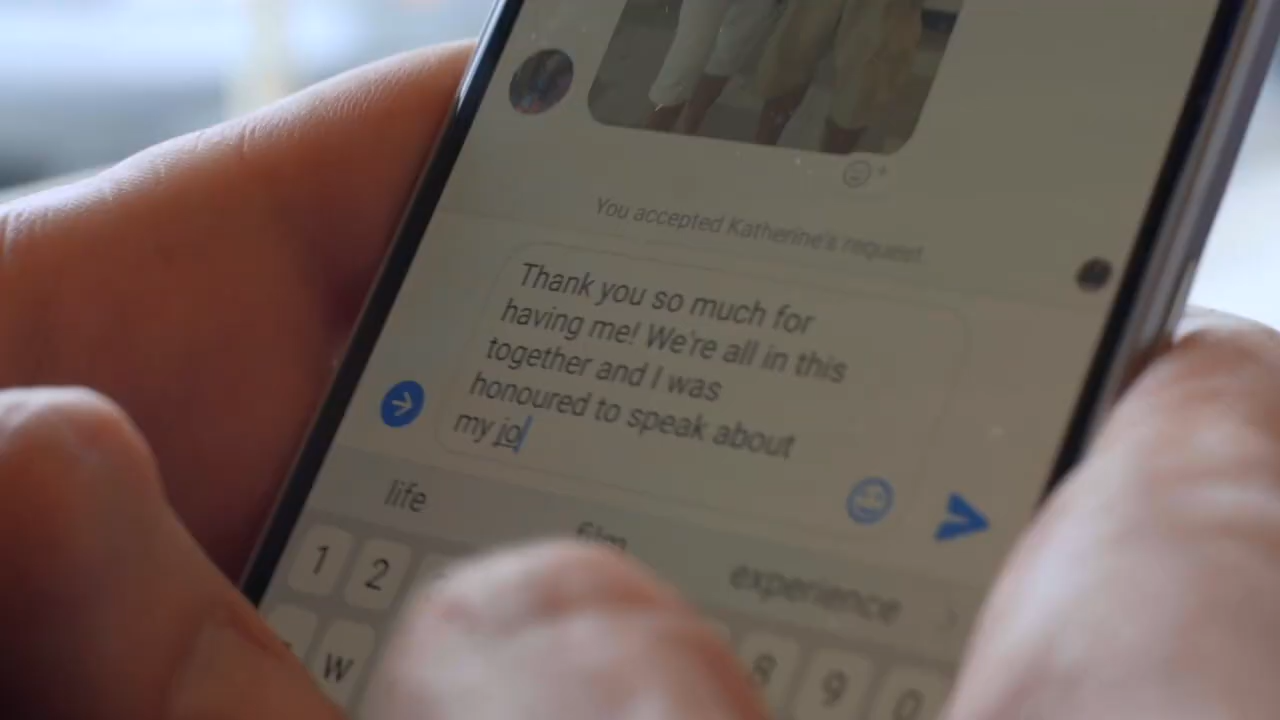 You accepted Katherine's request
Thank you so much for
having me! We're all in this
together and I was
honoured to speak about
my jo
life film experience
1 2 8 9 0
W